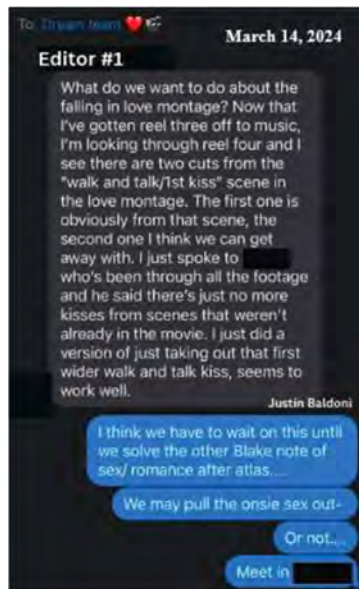 To: Dream team ❤️🎬
March 14, 2024
Editor #1
What do we want to do about the
falling in love montage? Now that
I've gotten reel three off to music,
I'm looking through reel four and I
see there are two cuts from the
"walk and talk/1st kiss" scene in
the love montage. The first one is
obviously from that scene, the
second one I think we can get
away with. I just spoke to
who's been through all the footage
and he said there's just no more
kisses from scenes that weren't
already in the movie. I just did a
version of just taking out that first
wider walk and talk kiss, seems to
work well.
Justin Baldoni
I think we have to wait on this until
we solve the other Blake note of
sex/ romance after atlas....
We may pull the onsie sex out-
Or not....
Meet in